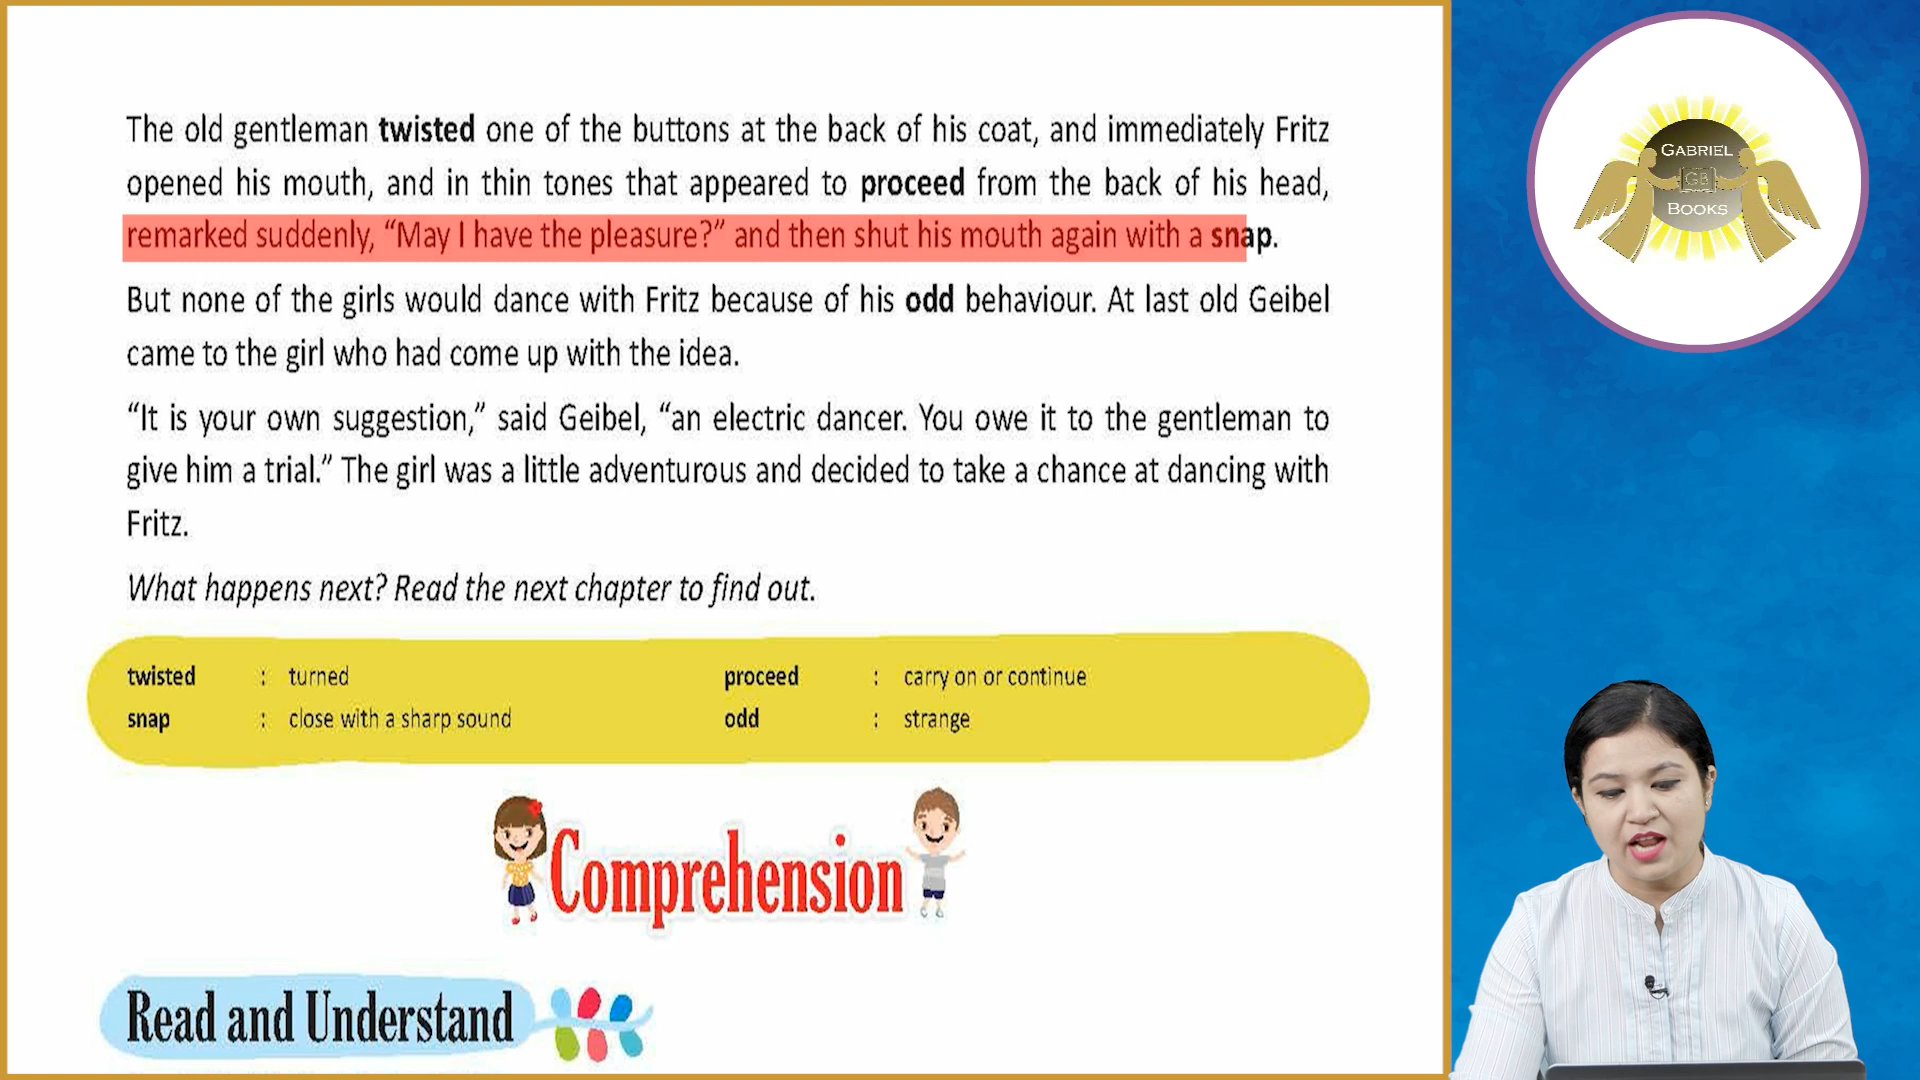 The old gentleman twisted one of the buttons at the back of his coat, and immediately Fritz
opened his mouth, and in thin tones that appeared to proceed from the back of his head,
remarked suddenly, “May I have the pleasure?” and then shut his mouth again with a snap.
But none of the girls would dance with Fritz because of his odd behaviour. At last old Geibel
came to the girl who had come up with the idea.
“It is your own suggestion,” said Geibel, “an electric dancer. You owe it to the gentleman to
give him a trial.” The girl was a little adventurous and decided to take a chance at dancing with
Fritz.
What happens next? Read the next chapter to find out.
twisted : turned proceed : carry on or continue
snap : close with a sharp sound odd : strange
Comprehension
Read and Understand
GABRIEL
GB
BOOKS